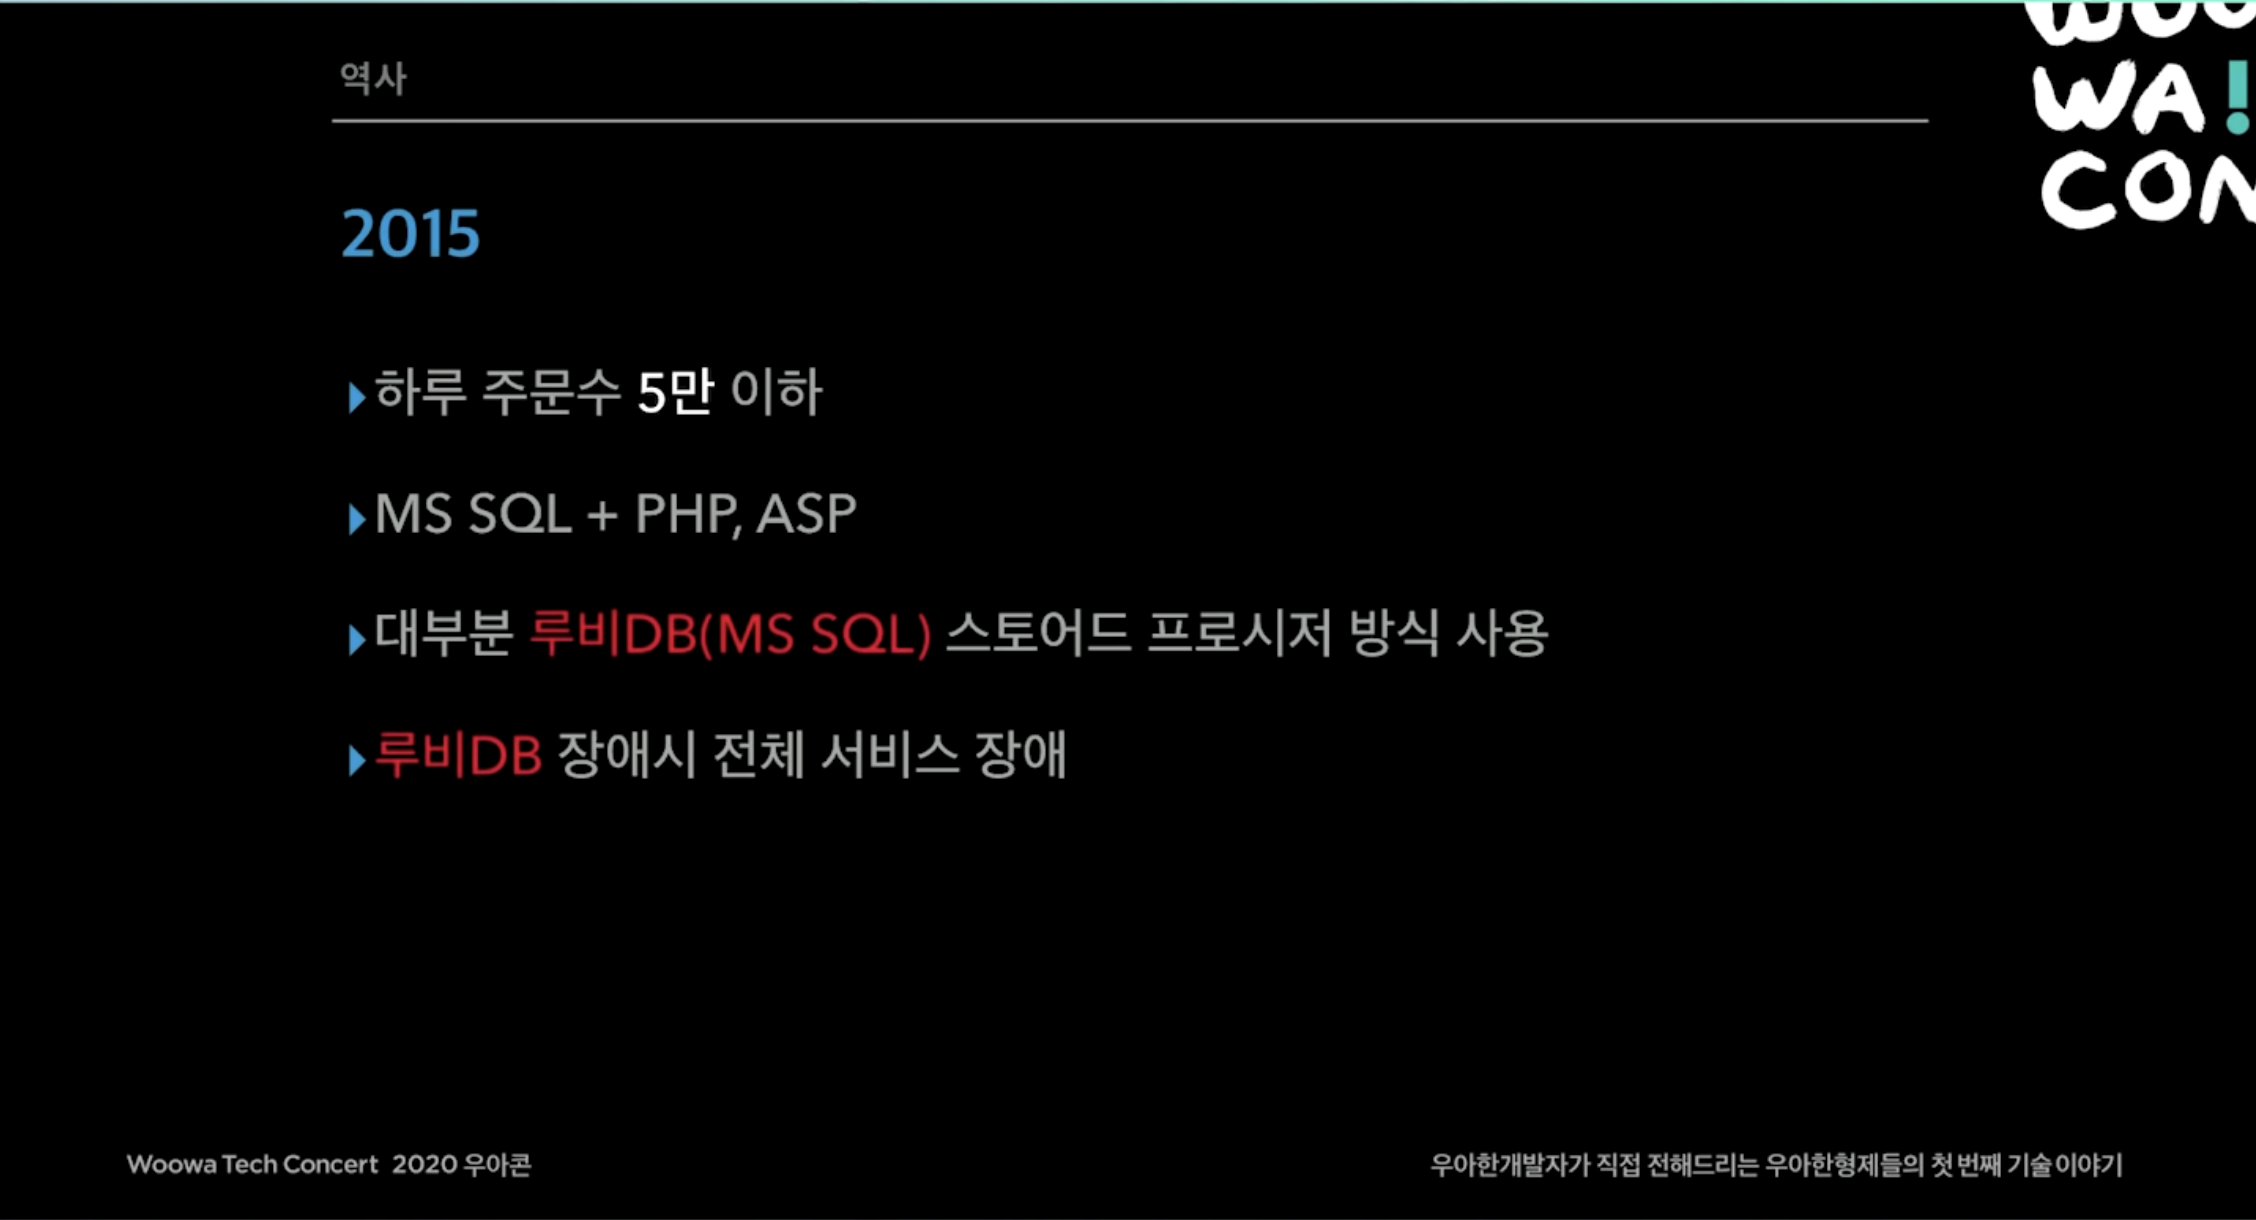 역사
WA!
2015
하루 주문수 5만 이하
MS SQL + PHP, ASP
대부분 루비DB(MS SQL) 스토어드 프로시저 방식 사용
루비DB 장애시 전체 서비스 장애
Woowa Tech Concert 2020 우아콘
우아한개발자가 직접 전해드리는 우아한형제들의 첫 번째 기술 이야기